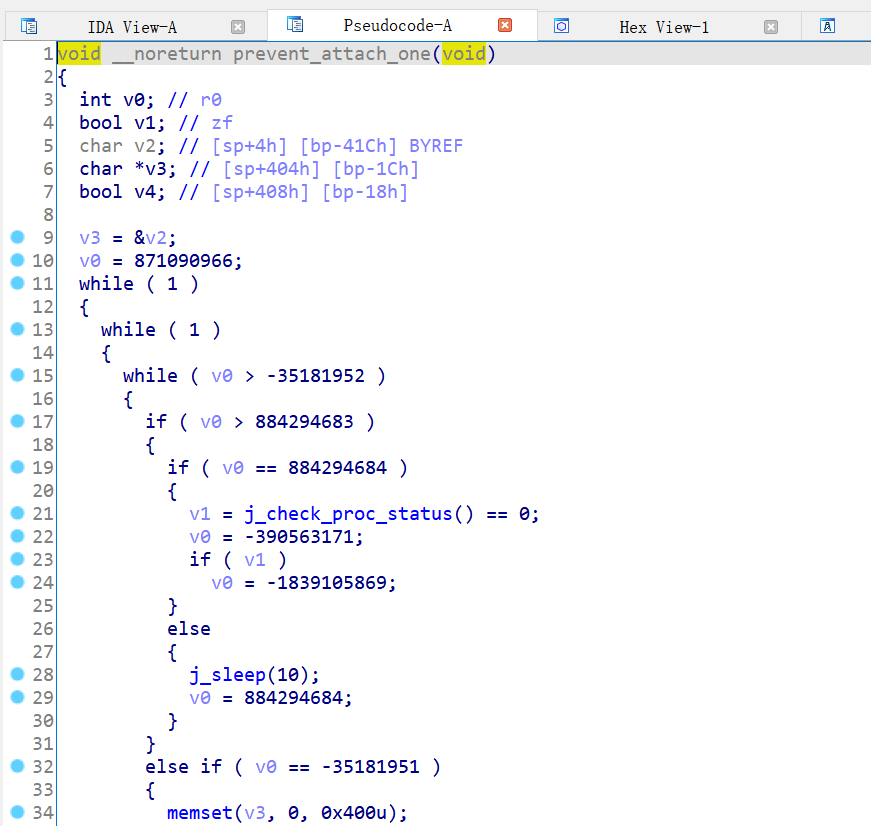 IDA View-A Pseudocode-A Hex View-1
1 void __noreturn prevent_attach_one(void)
2 {
3 int v0; // r0
4 bool v1; // zf
5 char v2; // [sp+4h] [bp-41Ch] BYREF
6 char *v3; // [sp+404h] [bp-1Ch]
7 bool v4; // [sp+408h] [bp-18h]
8
9 v3 = &v2;
10 v0 = 871090966;
11 while ( 1 )
12 {
13 while ( 1 )
14 {
15 while ( v0 > -35181952 )
16 {
17 if ( v0 > 884294683 )
18 {
19 if ( v0 == 884294684 )
20 {
21 v1 = j_check_proc_status() == 0;
22 v0 = -390563171;
23 if ( v1 )
24 v0 = -1839105869;
25 }
26 else
27 {
28 j_sleep(10);
29 v0 = 884294684;
30 }
31 }
32 else if ( v0 == -35181951 )
33 {
34 memset(v3, 0, 0x400u);